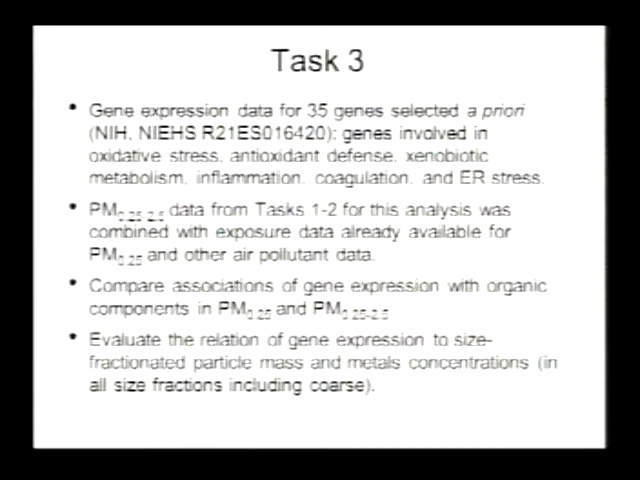 Task 3
• Gene expression data for 35 genes selected a priori
(NIH, NIEHS R21ES016420): genes involved in
oxidative stress, antioxidant defense, xenobiotic
metabolism, inflammation, coagulation, and ER stress.
• PM0.25-2.5 data from Tasks 1-2 for this analysis was
combined with exposure data already available for
PM0.25 and other air pollutant data.
• Compare associations of gene expression with organic
components in PM0.25 and PM0.25-2.5
• Evaluate the relation of gene expression to size-
fractionated particle mass and metals concentrations (in
all size fractions including coarse).